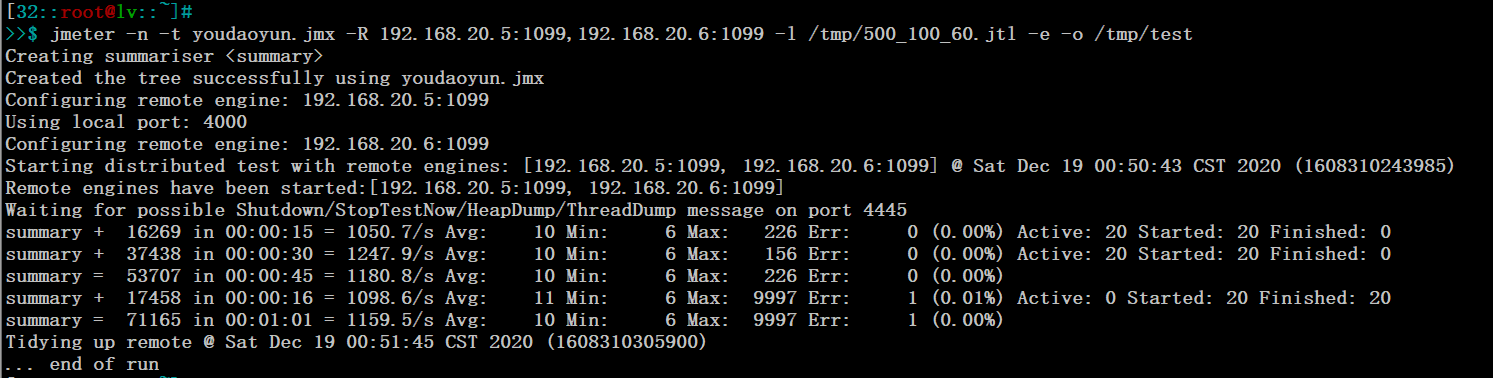 [32::root@lv::~]#
>>$ jmeter -n -t youdaoyun.jmx -R 192.168.20.5:1099,192.168.20.6:1099 -l /tmp/500_100_60.jtl -e -o /tmp/test
Creating summariser <summary>
Created the tree successfully using youdaoyun.jmx
Configuring remote engine: 192.168.20.5:1099
Using local port: 4000
Configuring remote engine: 192.168.20.6:1099
Starting distributed test with remote engines: [192.168.20.5:1099, 192.168.20.6:1099] @ Sat Dec 19 00:50:43 CST 2020 (1608310243985)
Remote engines have been started:[192.168.20.5:1099, 192.168.20.6:1099]
Waiting for possible Shutdown/StopTestNow/HeapDump/ThreadDump message on port 4445
summary +  16269 in 00:00:15 = 1050.7/s Avg:    10 Min:     6 Max:   226 Err:     0 (0.00%) Active: 20 Started: 20 Finished: 0
summary +  37438 in 00:00:30 = 1247.9/s Avg:    10 Min:     6 Max:   156 Err:     0 (0.00%) Active: 20 Started: 20 Finished: 0
summary =  53707 in 00:00:45 = 1180.8/s Avg:    10 Min:     6 Max:   226 Err:     0 (0.00%)
summary +  17458 in 00:00:16 = 1098.6/s Avg:    11 Min:     6 Max:  9997 Err:     1 (0.01%) Active: 0 Started: 20 Finished: 20
summary =  71165 in 00:01:01 = 1159.5/s Avg:    10 Min:     6 Max:  9997 Err:     1 (0.00%)
Tidying up remote @ Sat Dec 19 00:51:45 CST 2020 (1608310305900)
... end of run